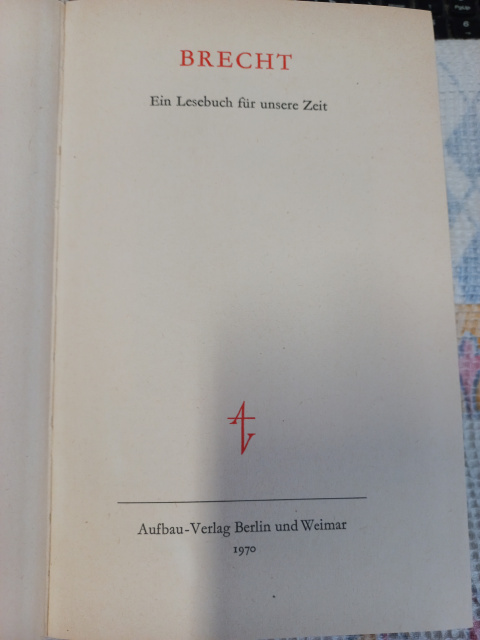 BRECHT
Ein Lesebuch für unsere Zeit
Aufbau-Verlag Berlin und Weimar
1970